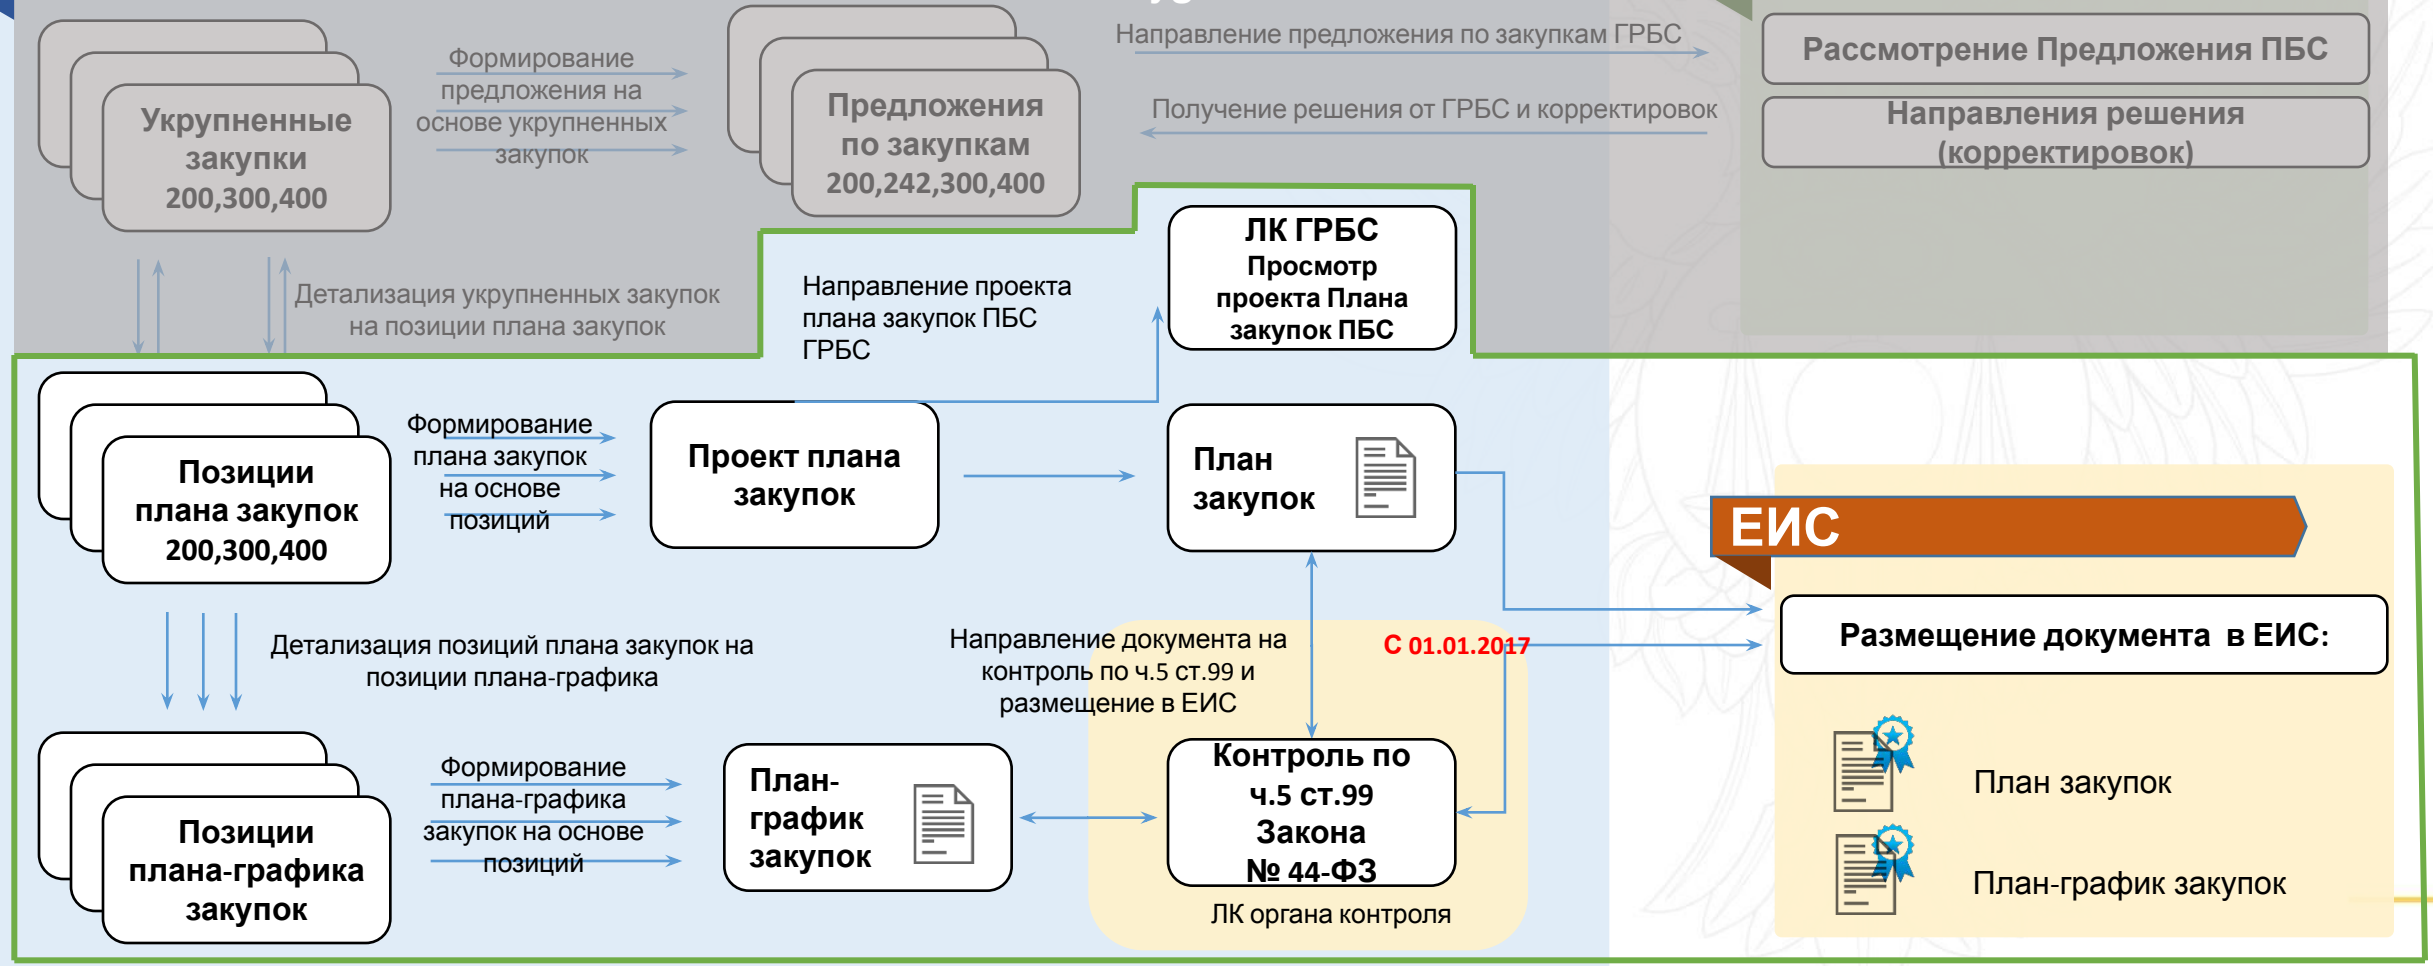 Формирование
предложения на
основе укрупненных
закупок
Направление предложения по закупкам ГРБС
Получение решения от ГРБС и корректировок
Рассмотрение Предложения ПБС
Направления решения
(корректировок)
Укрупненные
закупки
200,300,400
Предложения
по закупкам
200,242,300,400
Детализация укрупненных закупок
на позиции плана закупок
Направление проекта
плана закупок ПБС
ГРБС
ЛК ГРБС
Просмотр
проекта Плана
закупок ПБС
Позиции
плана закупок
200,300,400
Формирование
плана закупок
на основе
позиций
Проект плана
закупок
План
закупок
ЕИС
Размещение документа в ЕИС:
Детализация позиций плана закупок на
позиции плана-графика
Направление документа на
контроль по ч.5 ст.99 и
размещение в ЕИС
С 01.01.2017
Позиции
плана-графика
закупок
Формирование
плана-графика
закупок на основе
позиций
План-
график
закупок
Контроль по
ч.5 ст.99
Закона
№ 44-ФЗ
ЛК органа контроля
План закупок
План-график закупок